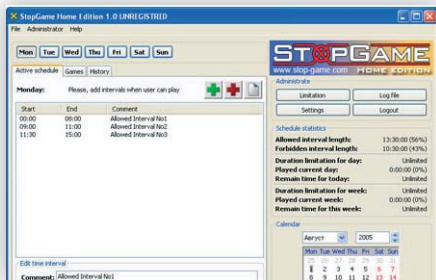 StopGame Home Edition 1.0 UNREGISTRED
File Administrator Help
Mon Tue Wed Thu Fri Sat Sun
Active schedule Games History
Monday: Please, add intervals when user can play
Start End Comment
00:00 08:00 Allowed Interval No1
09:00 11:00 Allowed Interval No2
11:30 15:00 Allowed Interval No3
Edit time interval
Comment: Allowed Interval No1
STOPGAME
www.stop-game.com HOME EDITION
Administrate
Limitation Log file
Settings Logout
Schedule statistics
Allowed interval length: 13:30:00 (56%)
Forbidden interval length: 10:30:00 (43%)
Duration limitation for day: Unlimited
Played current day: 0:00:00 (0%)
Remain time for today: Unlimited
Duration limitation for week: Unlimited
Played current week: 0:00:00 (0%)
Remain time for this week: Unlimited
Calendar
Август 2005
Mon Tue Wed Thu Fri Sat Sun
25 26 27 28 29 30 31
1 2 3 4 5 6 7
8 9 10 11 12 13 14